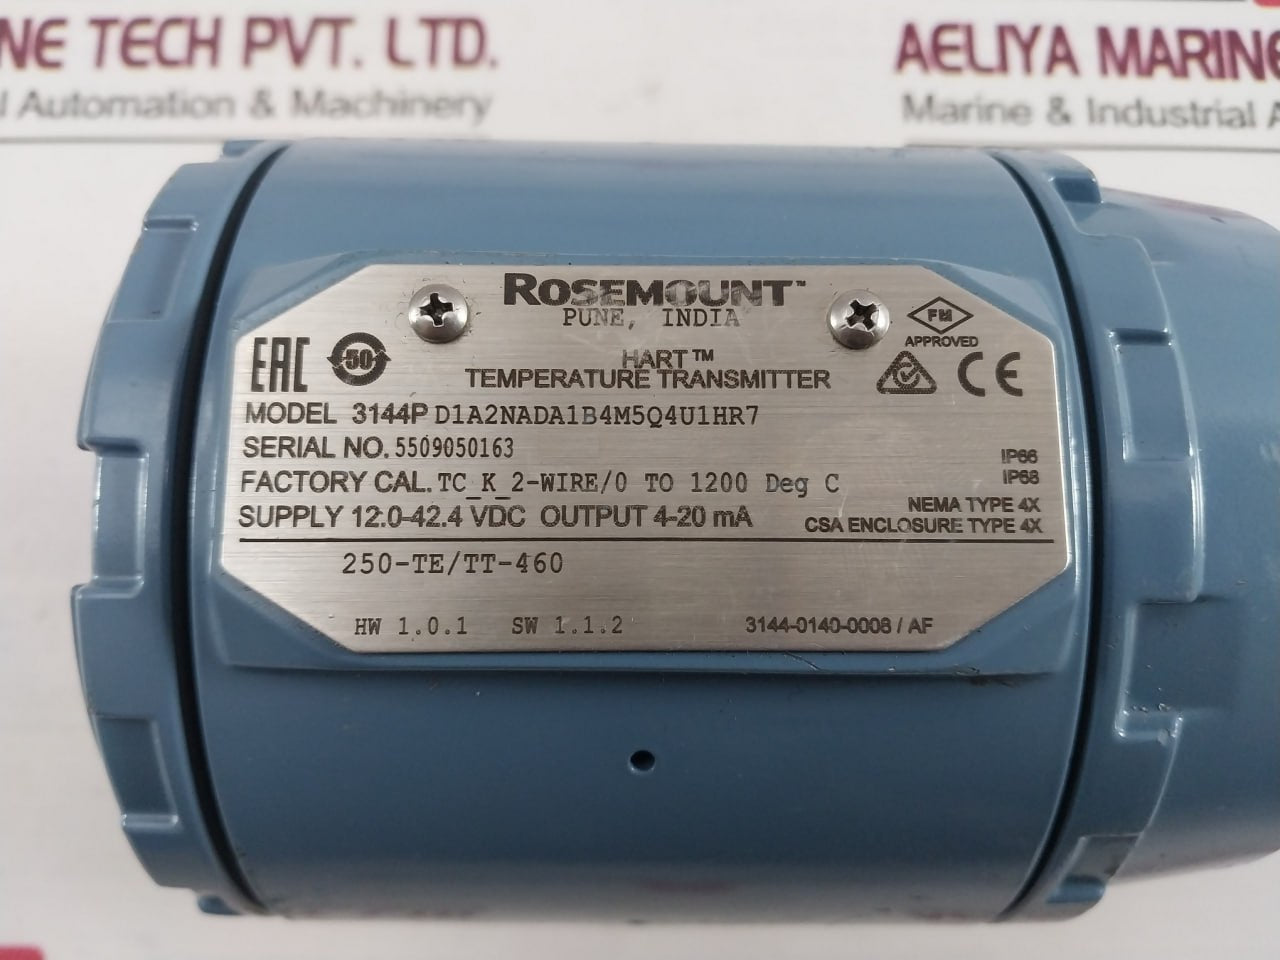 NE TECH PVT. LTD.
l Automation & Machinery
AELIYA MARINE
Marine & Industrial A
ROSEMOUNT™
PUNE, INDIA
FM
APPROVED
EAC
50
CE
HART™
TEMPERATURE TRANSMITTER
MODEL 3144P D1A2NADA1B4M5Q4U1HR7
SERIAL NO. 5509050163
FACTORY CAL. TC_K_2-WIRE/0 TO 1200 Deg C
SUPPLY 12.0-42.4 VDC OUTPUT 4-20 mA
IP66
IP68
NEMA TYPE 4X
CSA ENCLOSURE TYPE 4X
250-TE/TT-460
HW 1.0.1 SW 1.1.2
3144-0140-0008 / AF